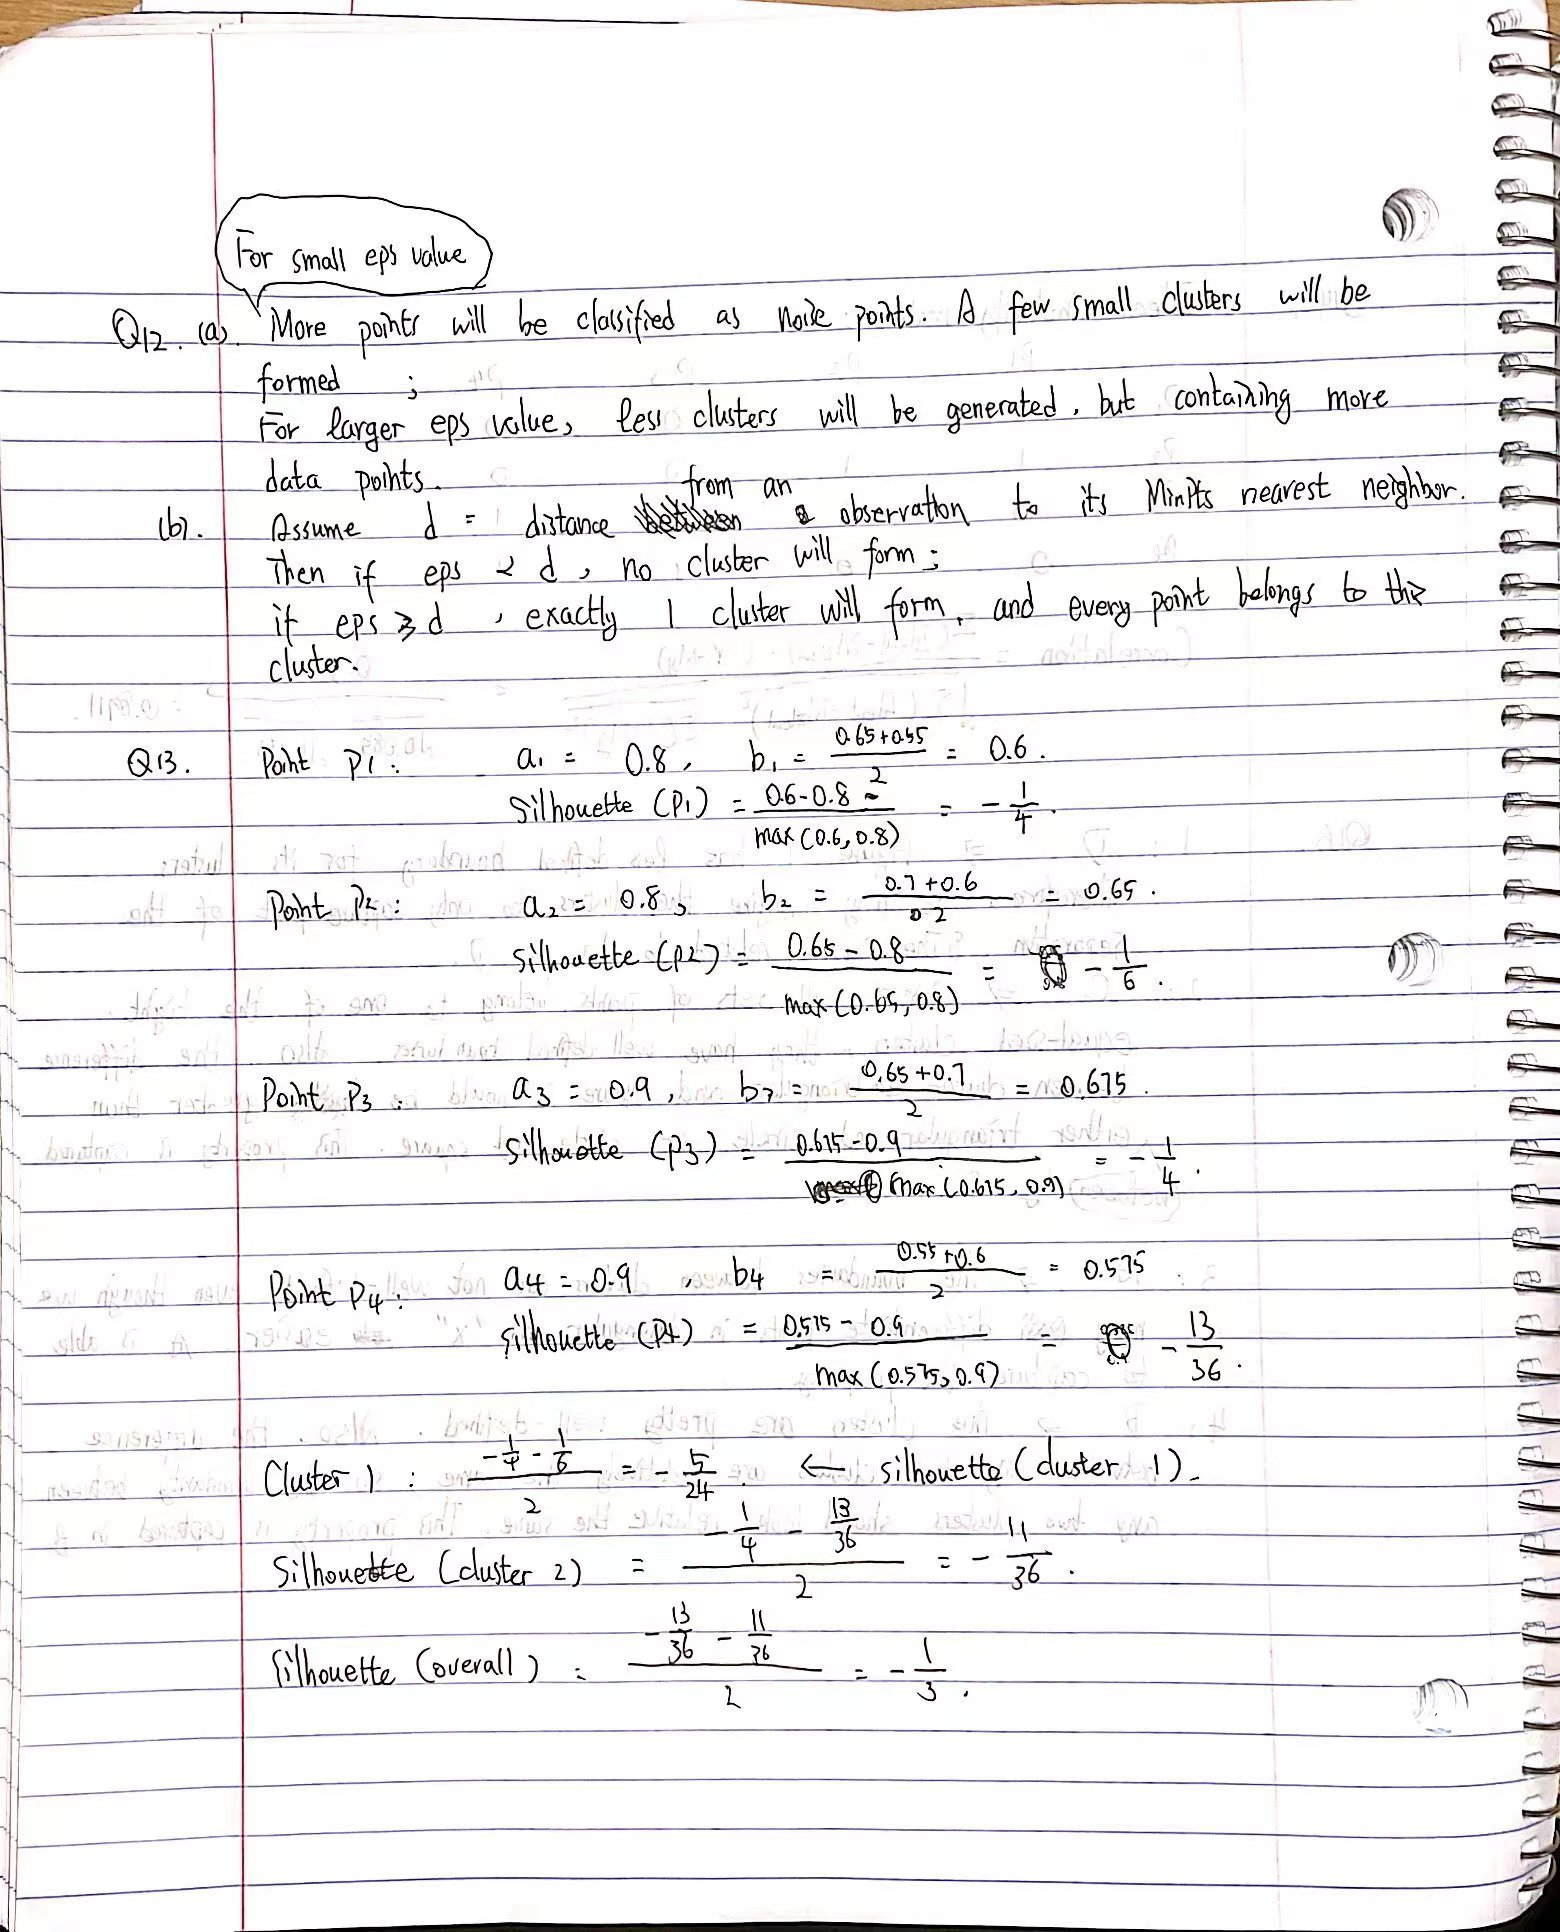 For small eps value
Q12. (a). More points will be classified as noise points. A few small clusters will be
formed ;
For larger eps value, less clusters will be generated, but containing more
data points.
from an
(b). Assume d = distance observation to its MinPts nearest neighbor.
Then if eps < d, no cluster will form;
if eps ≥ d, exactly 1 cluster will form, and every point belongs to this
cluster.
Q13. Point P1: a1 = 0.8, b1 = (0.65+0.55)/2 = 0.6.
Silhouette (P1) = (0.6-0.8)/max(0.6, 0.8) = -1/4.
Point P2: a2 = 0.8, b2 = (0.7+0.6)/2 = 0.65.
Silhouette (P2) = (0.65-0.8)/max(0.65, 0.8) = -1/6.
Point P3: a3 = 0.9, b3 = (0.65+0.7)/2 = 0.675.
Silhouette (P3) = (0.675-0.9)/max(0.675, 0.9) = -1/4.
Point P4: a4 = 0.9, b4 = (0.55+0.6)/2 = 0.575
Silhouette (P4) = (0.575-0.9)/max(0.575, 0.9) = -13/36.
Cluster 1: (-1/4 - 1/6)/2 = -5/24. ← silhouette (cluster 1).
Silhouette (cluster 2) = (-1/4 - 13/36)/2 = -11/36.
Silhouette (overall) = (-13/36 - 11/36)/2 = -1/3.